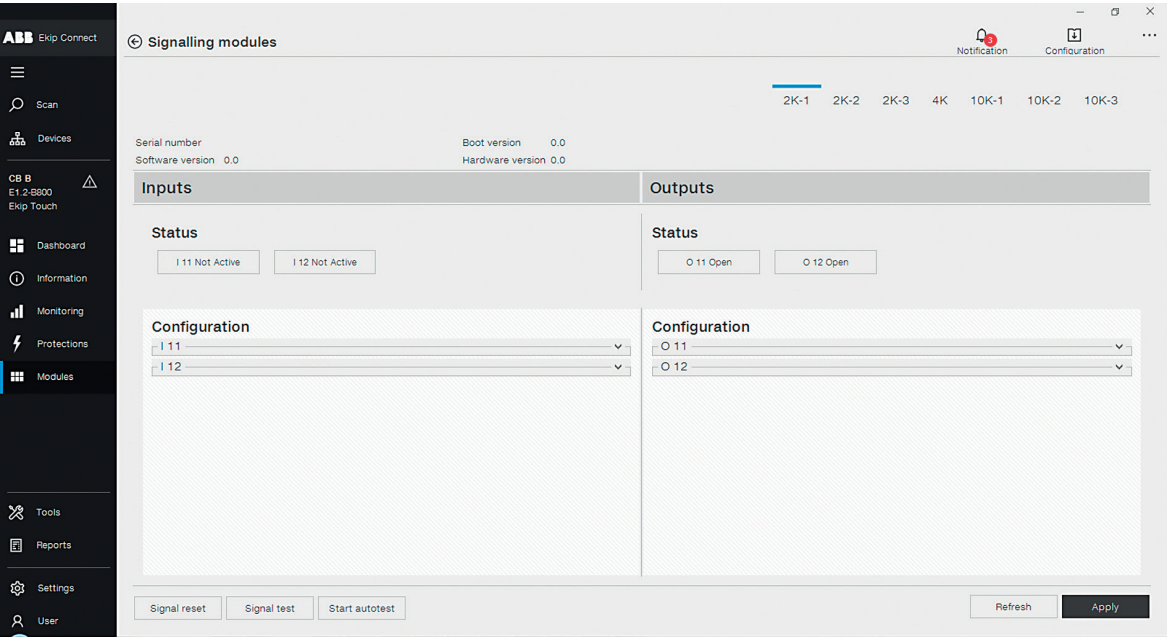 ABB Ekip Connect
Scan
Devices
CB B
E1.2-B800
Ekip Touch
Dashboard
Information
Monitoring
Protections
Modules
Tools
Reports
Settings
User
Signalling modules
3
Notification
Configuration
2K-1 2K-2 2K-3 4K 10K-1 10K-2 10K-3
Serial number Boot version 0.0
Software version 0.0 Hardware version 0.0
Inputs
Status
I 11 Not Active I 12 Not Active
Configuration
I 11
I 12
Outputs
Status
O 11 Open O 12 Open
Configuration
O 11
O 12
Signal reset Signal test Start autotest Refresh Apply